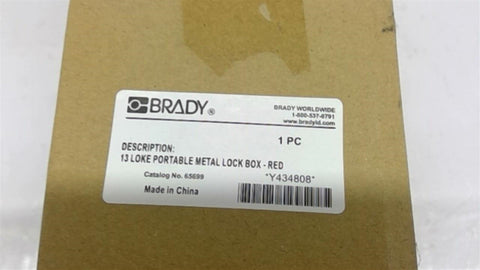 BRADY®
BRADY WORLDWIDE
1-800-537-8791
www.bradyid.com
1 PC
DESCRIPTION:
13 LOKE PORTABLE METAL LOCK BOX - RED
Catalog No. 65699
*Y434808*
Made in China